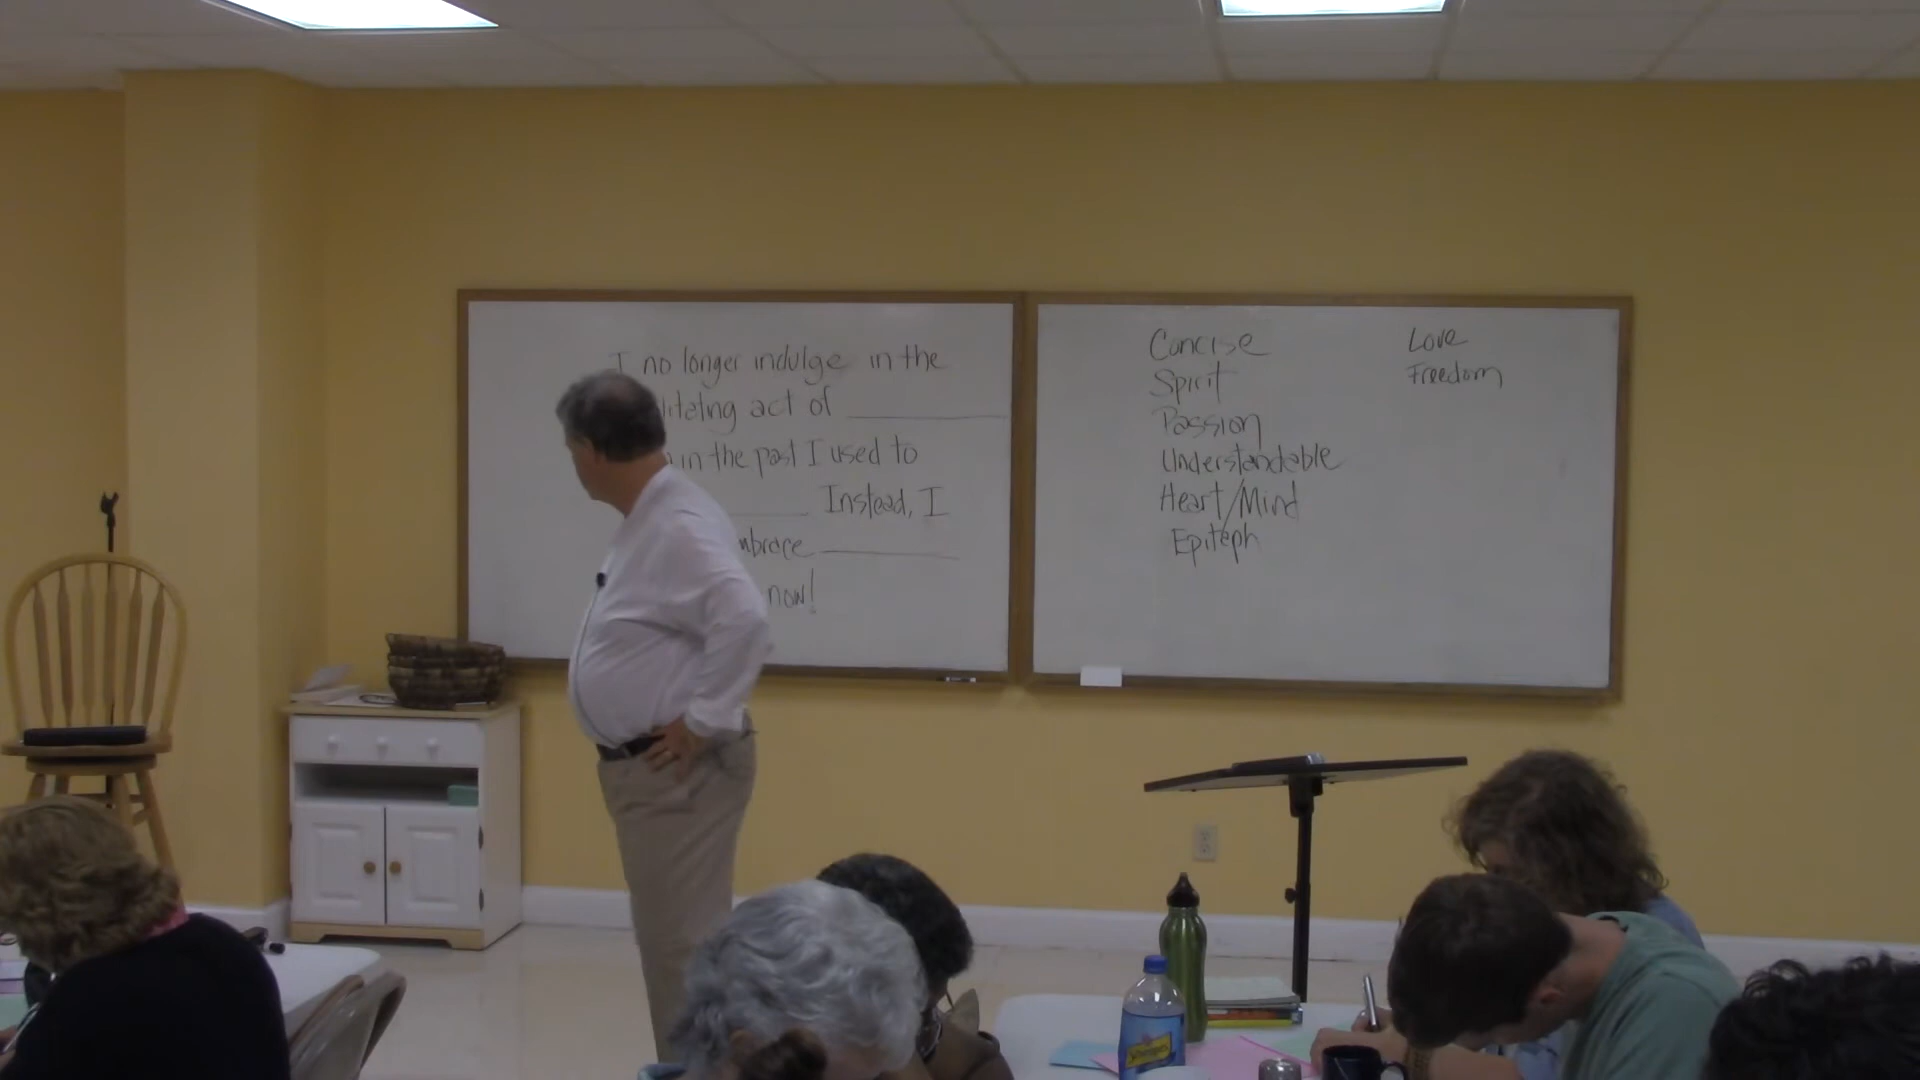 I no longer indulge in the
act of
in the past I used to
Instead, I
now!
Concise
Spirit
Passion
Understandable
Heart/Mind
Epiteph
Love
Freedom